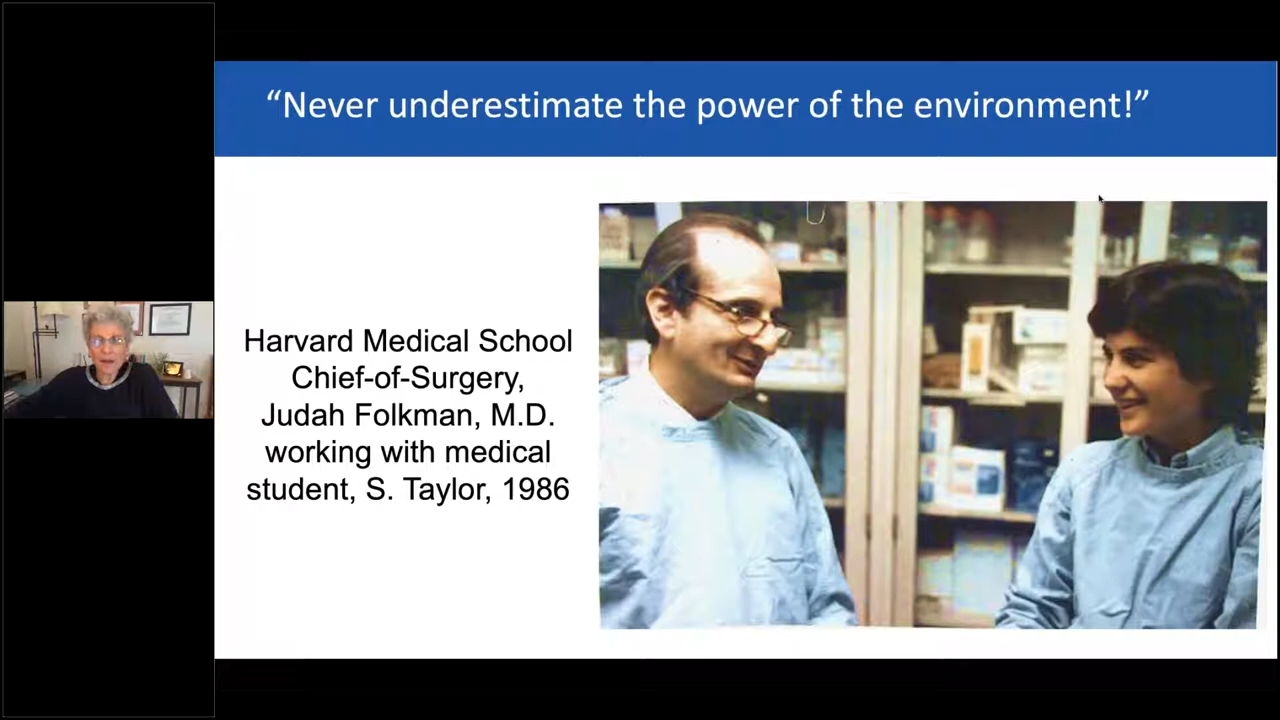 “Never underestimate the power of the environment!”
Harvard Medical School
Chief-of-Surgery,
Judah Folkman, M.D.
working with medical
student, S. Taylor, 1986